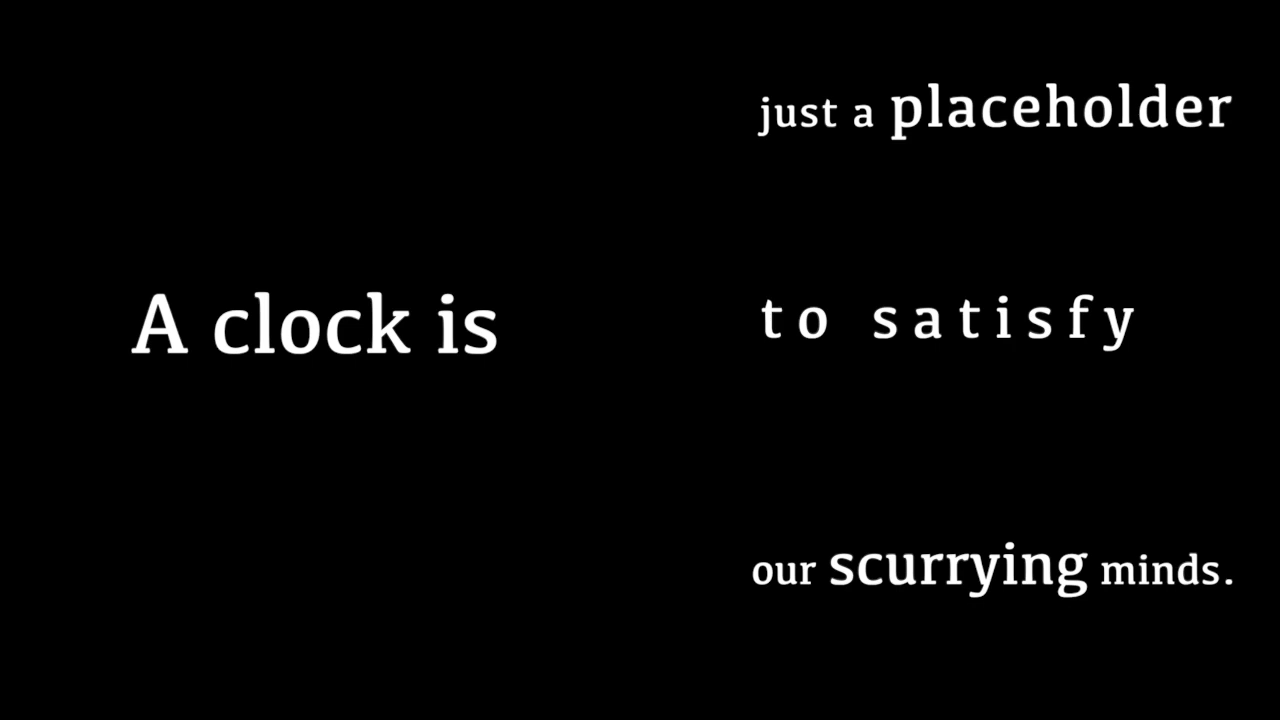 A clock is
just a placeholder
to satisfy
our scurrying minds.